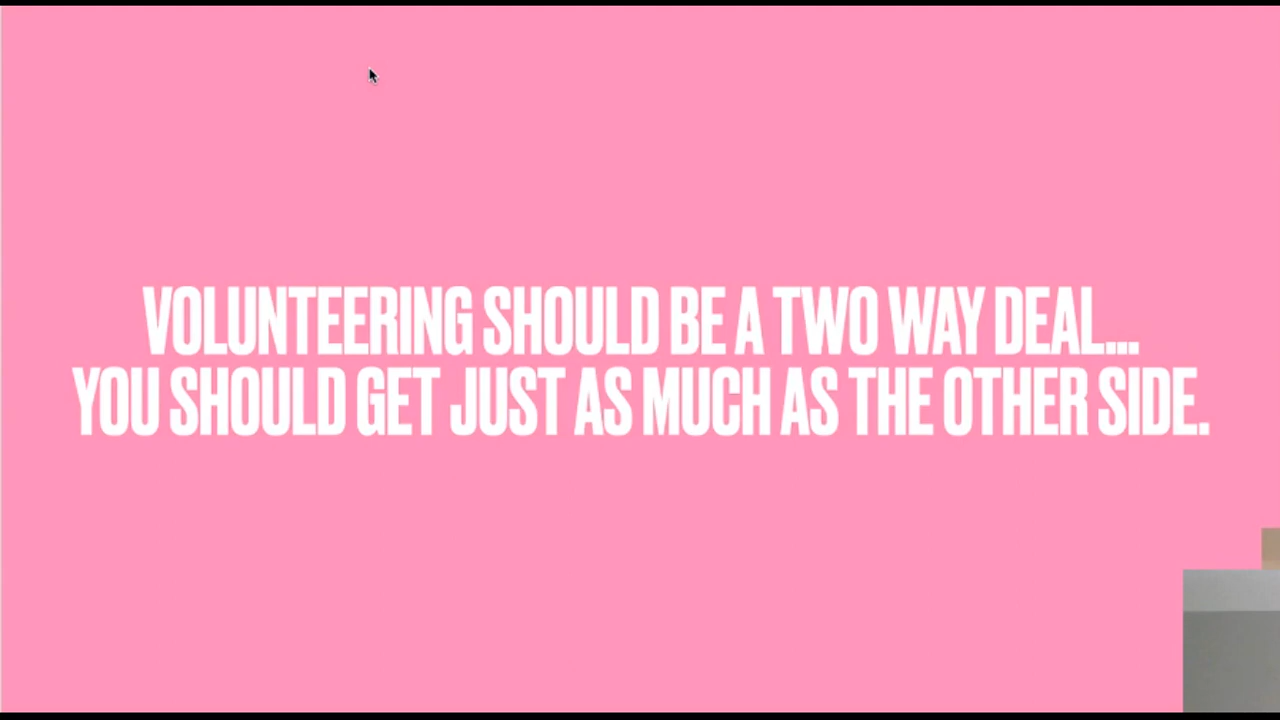 VOLUNTEERING SHOULD BE A TWO WAY DEAL...
YOU SHOULD GET JUST AS MUCH AS THE OTHER SIDE.